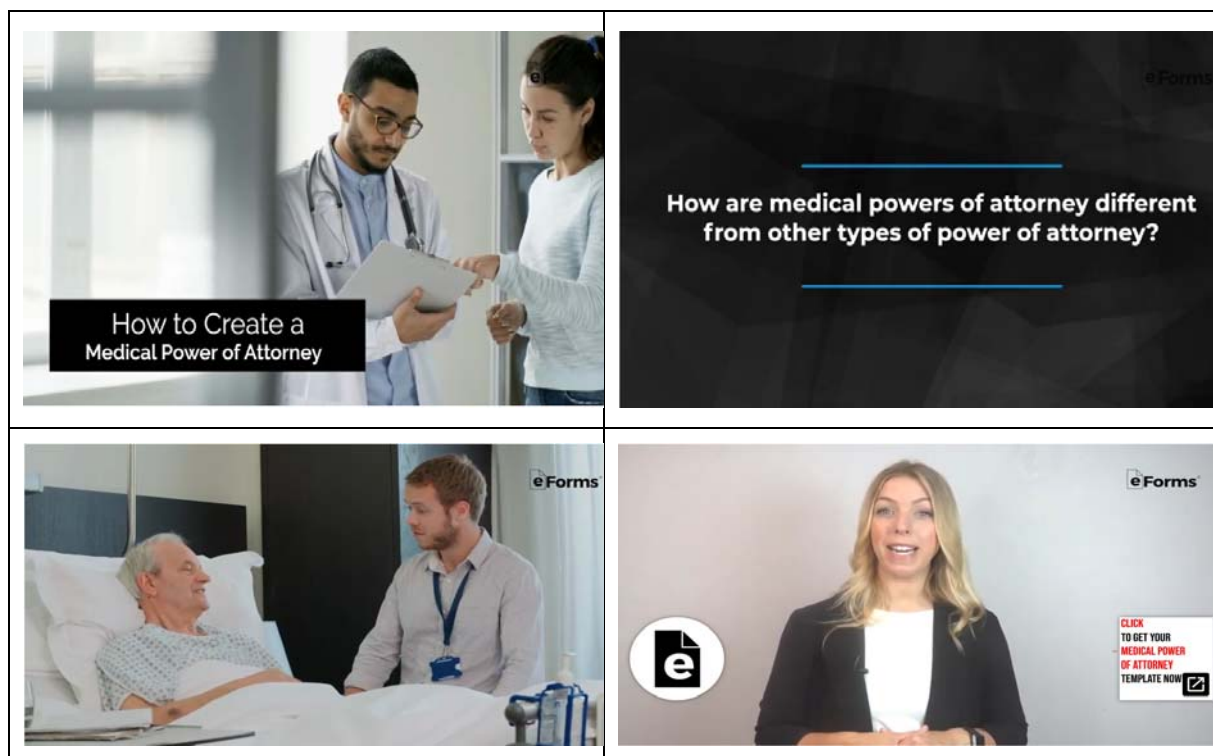 e
How to Create a
Medical Power of Attorney
eForms
How are medical powers of attorney different
from other types of power of attorney?
eForms
eForms
e
CLICK
TO GET YOUR
MEDICAL POWER
OF ATTORNEY
TEMPLATE NOW